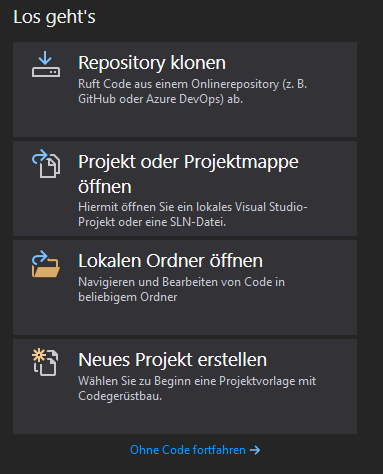 Los geht's
Repository klonen
Ruft Code aus einem Onlinerepository (z. B.
GitHub oder Azure DevOps) ab.
Projekt oder Projektmappe
öffnen
Hiermit öffnen Sie ein lokales Visual Studio-
Projekt oder eine SLN-Datei.
Lokalen Ordner öffnen
Navigieren und Bearbeiten von Code in
beliebigem Ordner
Neues Projekt erstellen
Wählen Sie zu Beginn eine Projektvorlage mit
Codegerüstbau.
Ohne Code fortfahren →